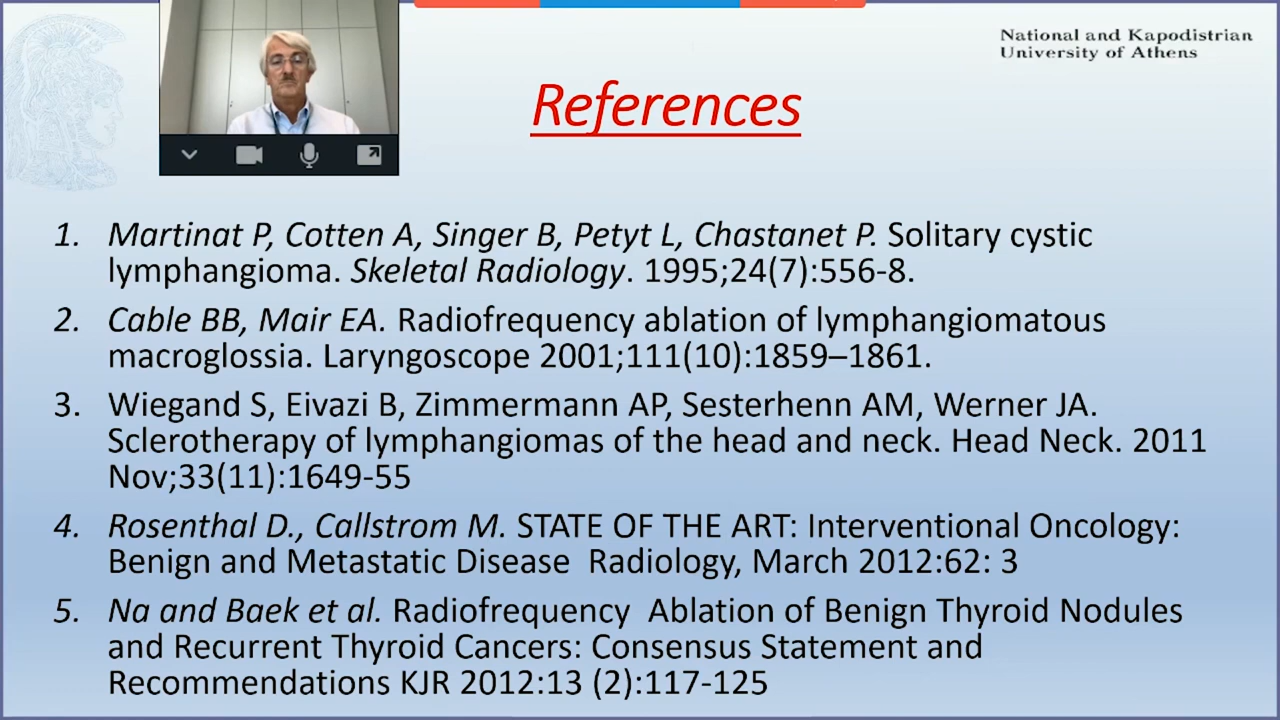 National and Kapodistrian
University of Athens
References
1. Martinat P, Cotten A, Singer B, Petyt L, Chastanet P. Solitary cystic
lymphangioma. Skeletal Radiology. 1995;24(7):556-8.
2. Cable BB, Mair EA. Radiofrequency ablation of lymphangiomatous
macroglossia. Laryngoscope 2001;111(10):1859–1861.
3. Wiegand S, Eivazi B, Zimmermann AP, Sesterhenn AM, Werner JA.
Sclerotherapy of lymphangiomas of the head and neck. Head Neck. 2011
Nov;33(11):1649-55
4. Rosenthal D., Callstrom M. STATE OF THE ART: Interventional Oncology:
Benign and Metastatic Disease  Radiology, March 2012:62: 3
5. Na and Baek et al. Radiofrequency  Ablation of Benign Thyroid Nodules
and Recurrent Thyroid Cancers: Consensus Statement and
Recommendations KJR 2012:13 (2):117-125